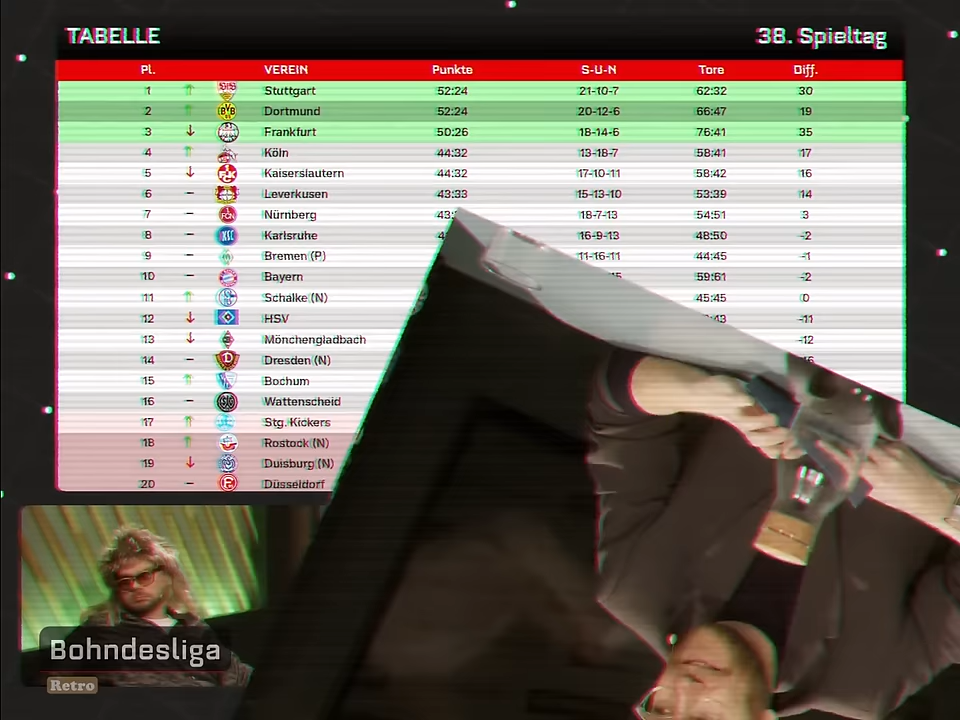 TABELLE 38. Spieltag
Pl. VEREIN Punkte S-U-N Tore Diff.
1 Stuttgart 52:24 21-10-7 62:32 30
2 Dortmund 52:24 20-12-6 66:47 19
3 Frankfurt 50:26 18-14-6 76:41 35
4 Köln 44:32 13-18-7 58:41 17
5 Kaiserslautern 44:32 17-10-11 58:42 16
6 Leverkusen 43:33 15-13-10 53:39 14
7 Nürnberg 43: 18-7-13 54:51 3
8 Karlsruhe 16-9-13 48:50 -2
9 Bremen (P) 11-16-11 44:45 -1
10 Bayern 59:61 -2
11 Schalke (N) 45:45 0
12 HSV :43 -11
13 Mönchengladbach -12
14 Dresden (N)
15 Bochum
16 Wattenscheid
17 Stg. Kickers
18 Rostock (N)
19 Duisburg (N)
20 Düsseldorf
Bohndesliga
Retro